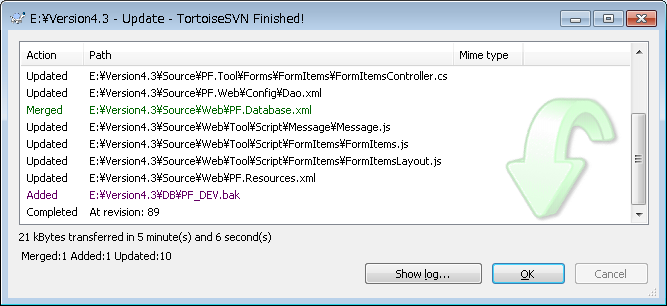 E:¥Version4.3 - Update - TortoiseSVN Finished!
Action Path Mime type
Updated E:¥Version4.3¥Source¥PF.Tool¥Forms¥FormItems¥FormItemsController.cs
Updated E:¥Version4.3¥Source¥PF.Web¥Config¥Dao.xml
Merged E:¥Version4.3¥Source¥Web¥PF.Database.xml
Updated E:¥Version4.3¥Source¥Web¥Tool¥Script¥Message¥Message.js
Updated E:¥Version4.3¥Source¥Web¥Tool¥Script¥FormItems¥FormItems.js
Updated E:¥Version4.3¥Source¥Web¥Tool¥Script¥FormItems¥FormItemsLayout.js
Updated E:¥Version4.3¥Source¥Web¥PF.Resources.xml
Added E:¥Version4.3¥DB¥PF_DEV.bak
Completed At revision: 89
21 kBytes transferred in 5 minute(s) and 6 second(s)
Merged:1 Added:1 Updated:10
Show log... OK Cancel